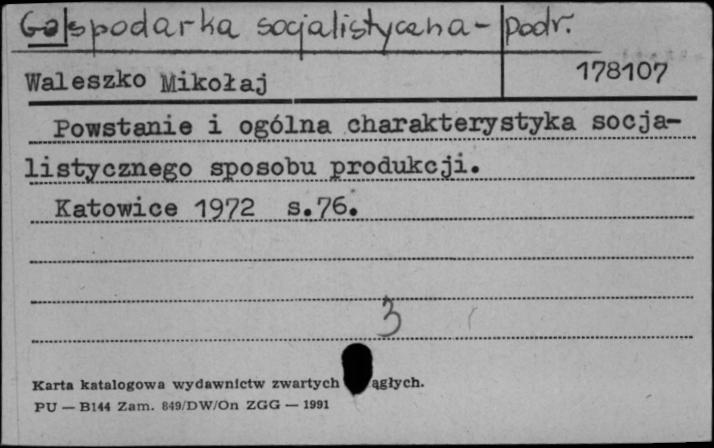 Gospodarka socjalistyczna - podr.
Waleszko Mikołaj 178107
Powstanie i ogólna charakterystyka socja-
listycznego sposobu produkcji.
Katowice 1972 s.76.
3
Karta katalogowa wydawnictw zwartych ągłych.
PU — B144 Zam. 849/DW/On ZGG — 1991